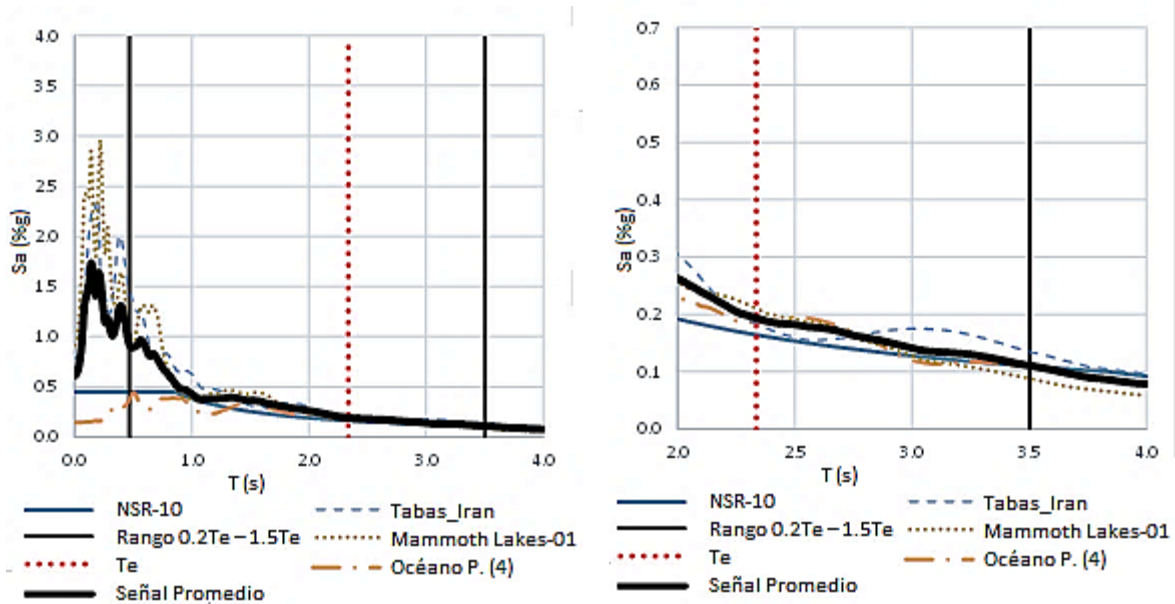 4.0
3.5
3.0
2.5
2.0
1.5
1.0
0.5
0.0
Sa (%g)
0.0 1.0 2.0 3.0 4.0
T (s)
NSR-10
Rango 0.2Te – 1.5Te
Te
Señal Promedio
Tabas_Iran
Mammoth Lakes-01
Océano P. (4)
0.7
0.6
0.5
0.4
0.3
0.2
0.1
0.0
Sa (%g)
2.0 2.5 3.0 3.5 4.0
T (s)
NSR-10
Rango 0.2Te – 1.5Te
Te
Señal Promedio
Tabas_Iran
Mammoth Lakes-01
Océano P. (4)